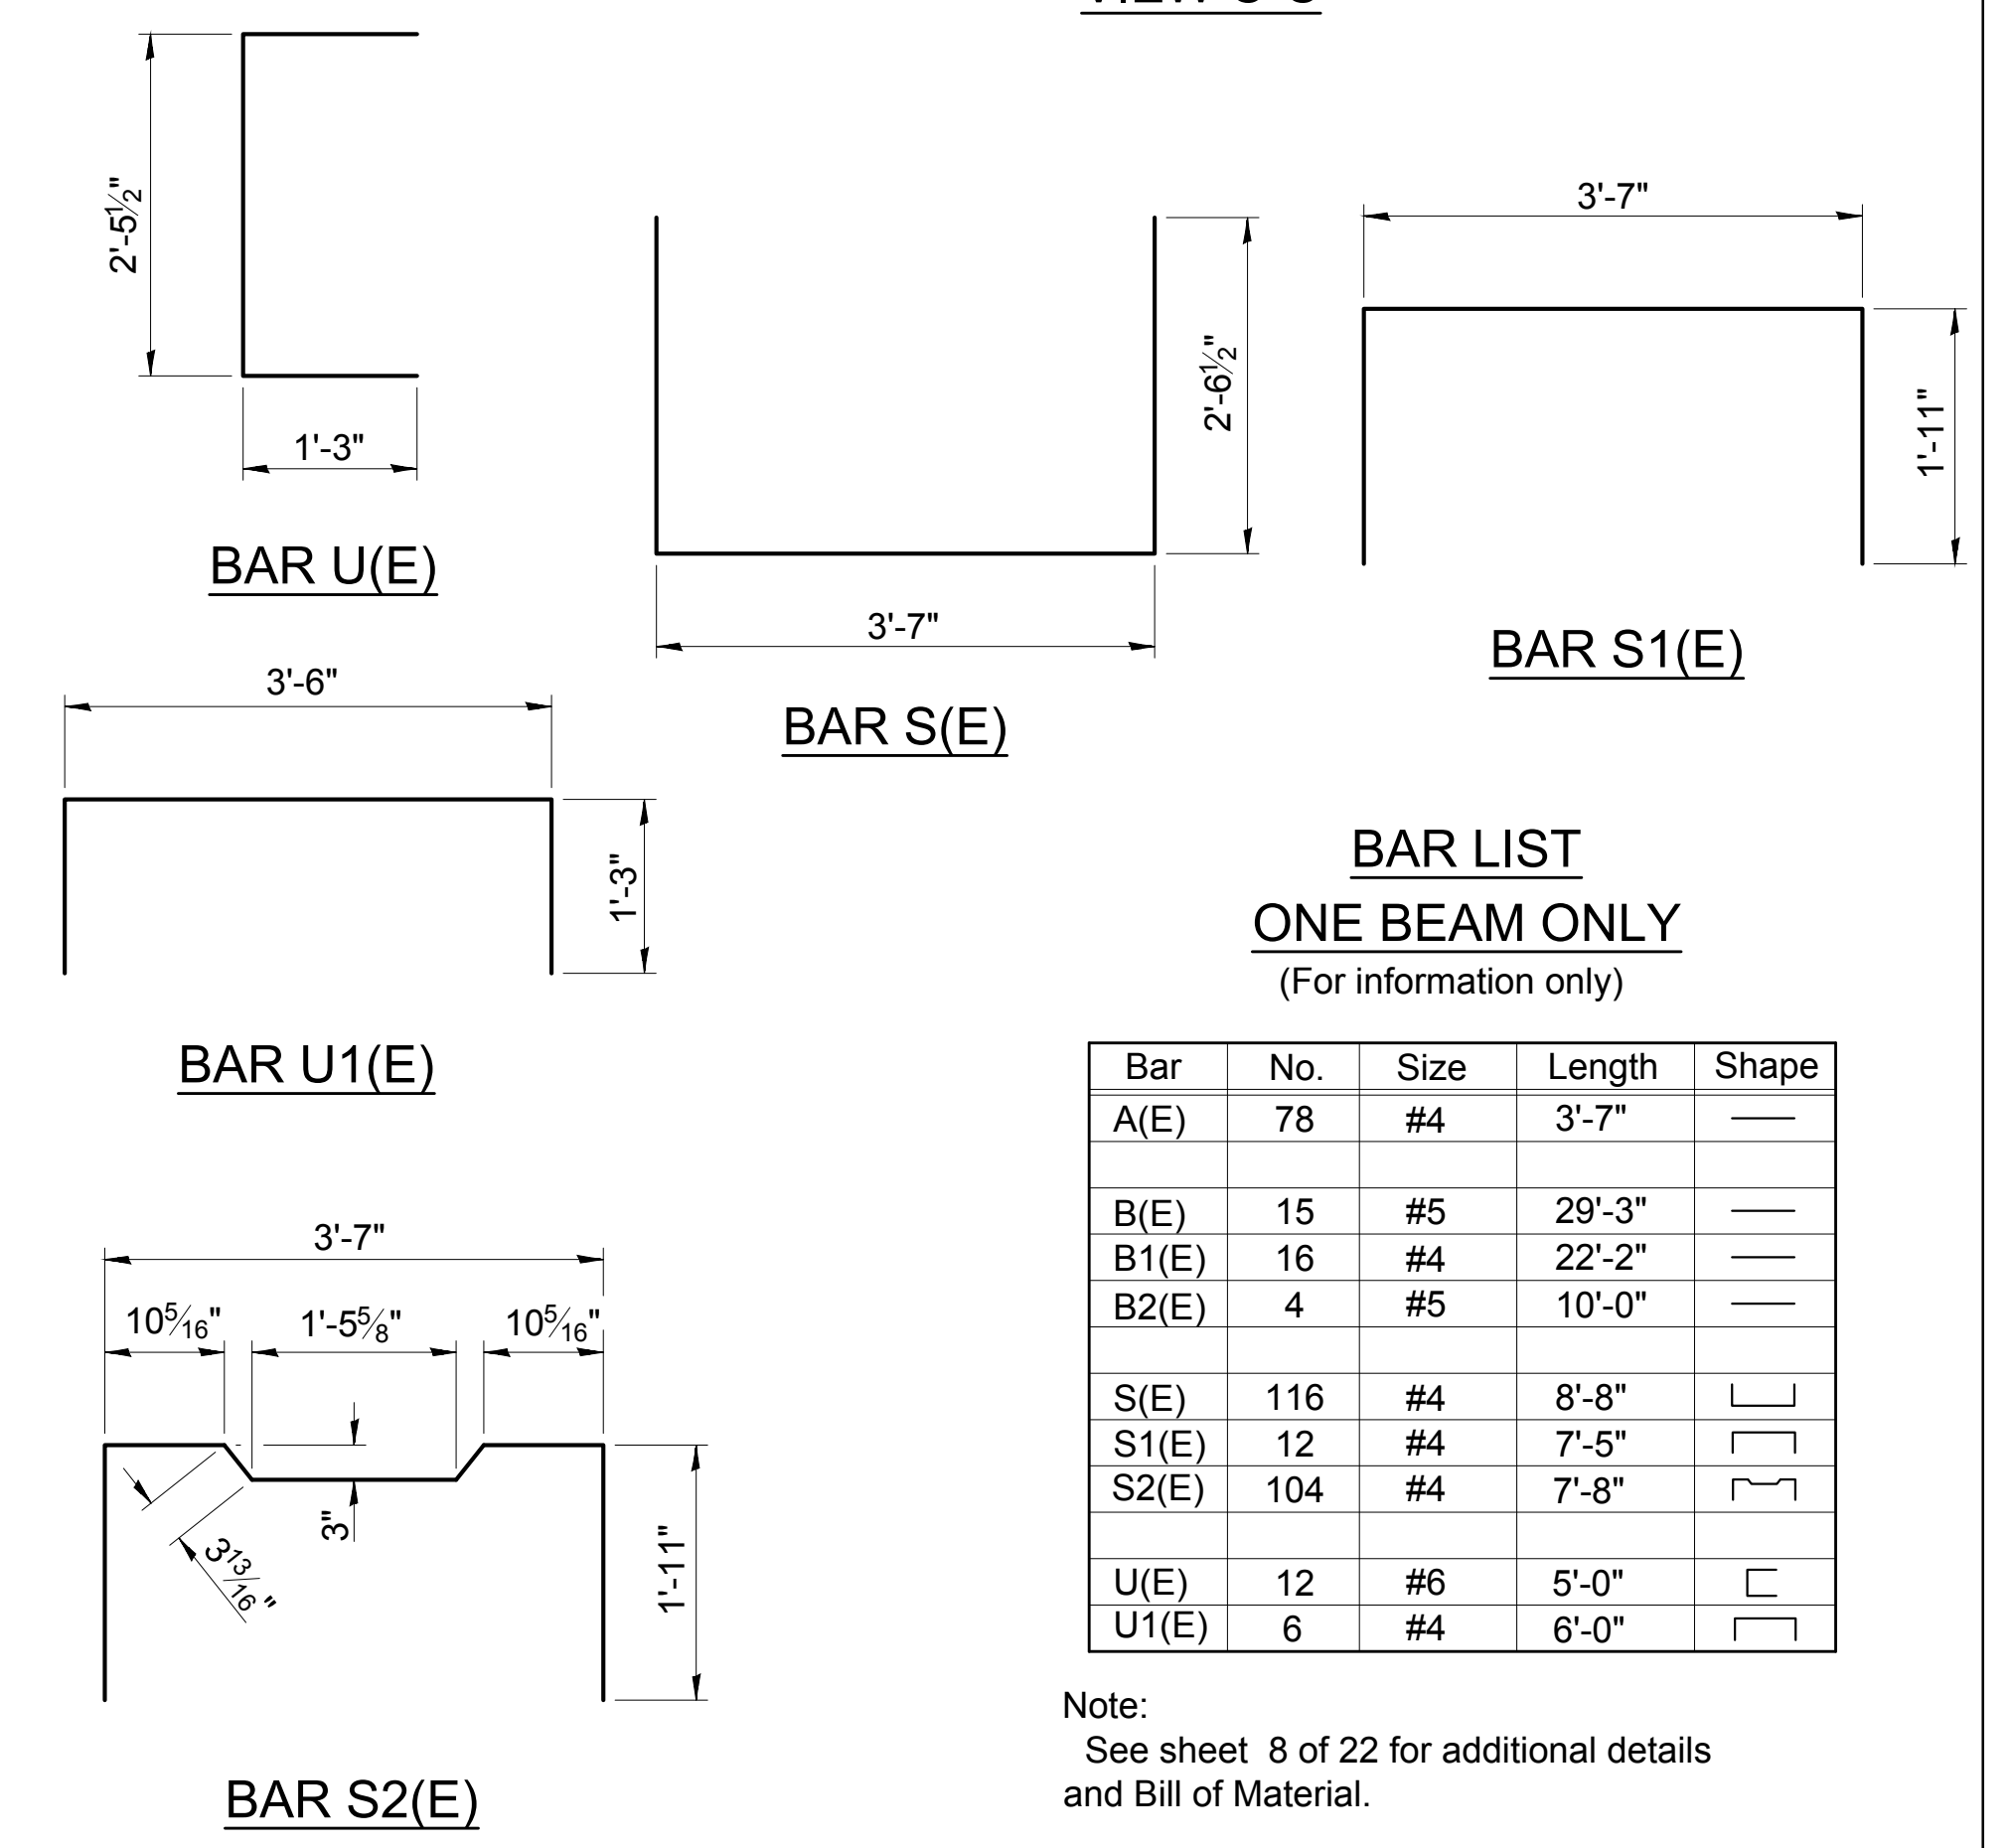 2'-5½"
1'-3"
BAR U(E)
3'-7"
2'-6½"
BAR S(E)
3'-7"
1'-11"
BAR S1(E)
3'-6"
1'-3"
BAR U1(E)
3'-7"
10⁵⁄₁₆" 1'-5⅝" 10⁵⁄₁₆"
3"
3¹³⁄₁₆"
1'-11"
BAR S2(E)
BAR LIST
ONE BEAM ONLY
(For information only)
Bar No. Size Length Shape
A(E) 78 #4 3'-7"
B(E) 15 #5 29'-3"
B1(E) 16 #4 22'-2"
B2(E) 4 #5 10'-0"
S(E) 116 #4 8'-8"
S1(E) 12 #4 7'-5"
S2(E) 104 #4 7'-8"
U(E) 12 #6 5'-0"
U1(E) 6 #4 6'-0"
Note:
See sheet 8 of 22 for additional details
and Bill of Material.